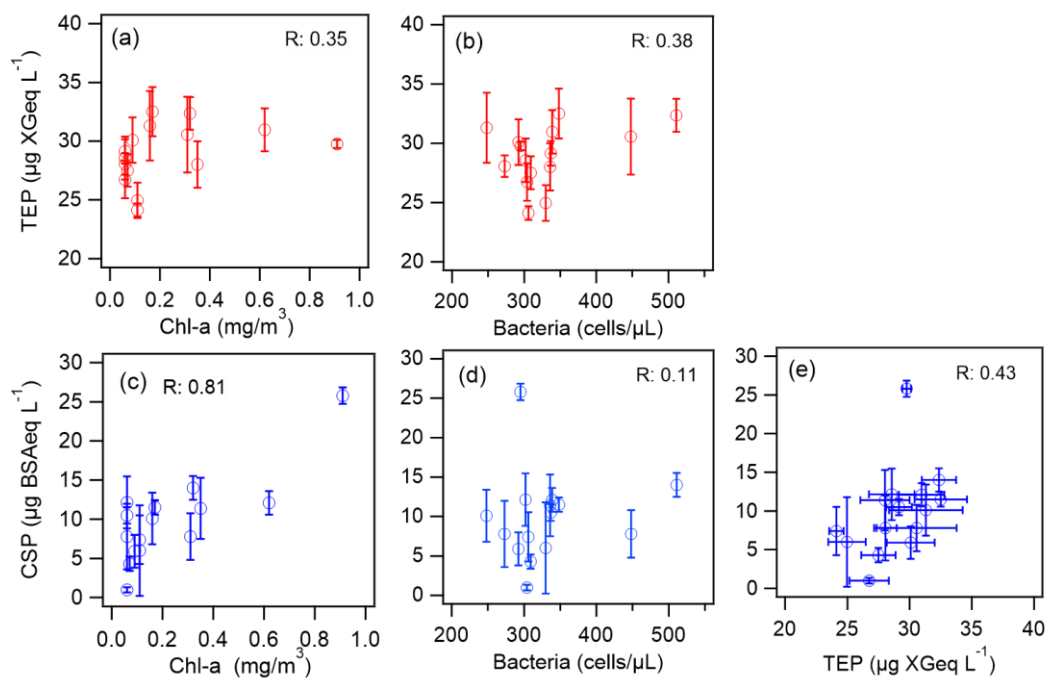 (a)
R: 0.35
TEP (µg XGeq L⁻¹)
40
35
30
25
20
0.0 0.2 0.4 0.6 0.8 1.0
Chl-a (mg/m³)
(b)
R: 0.38
40
35
30
25
20
200 300 400 500
Bacteria (cells/µL)
(c)
R: 0.81
CSP (µg BSAeq L⁻¹)
30
25
20
15
10
5
0
0.0 0.2 0.4 0.6 0.8 1.0
Chl-a (mg/m³)
(d)
R: 0.11
30
25
20
15
10
5
0
200 300 400 500
Bacteria (cells/µL)
(e)
R: 0.43
30
25
20
15
10
5
0
20 25 30 35 40
TEP (µg XGeq L⁻¹)